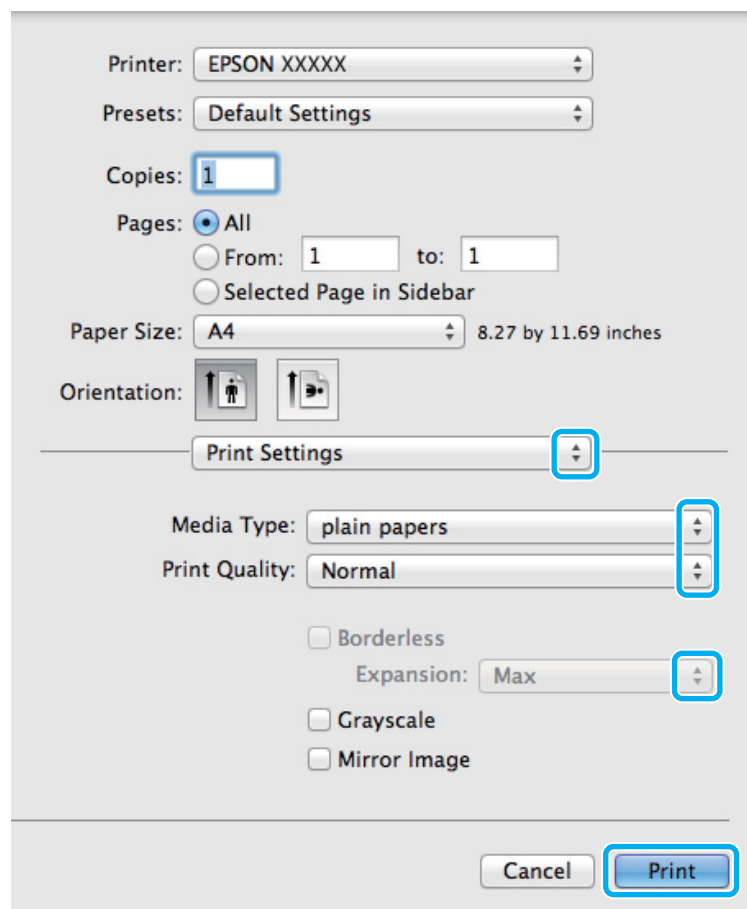 Printer: EPSON XXXXX
Presets: Default Settings
Copies: 1
Pages: All
From: 1 to: 1
Selected Page in Sidebar
Paper Size: A4 8.27 by 11.69 inches
Orientation:
Print Settings
Media Type: plain papers
Print Quality: Normal
Borderless
Expansion: Max
Grayscale
Mirror Image
Cancel Print